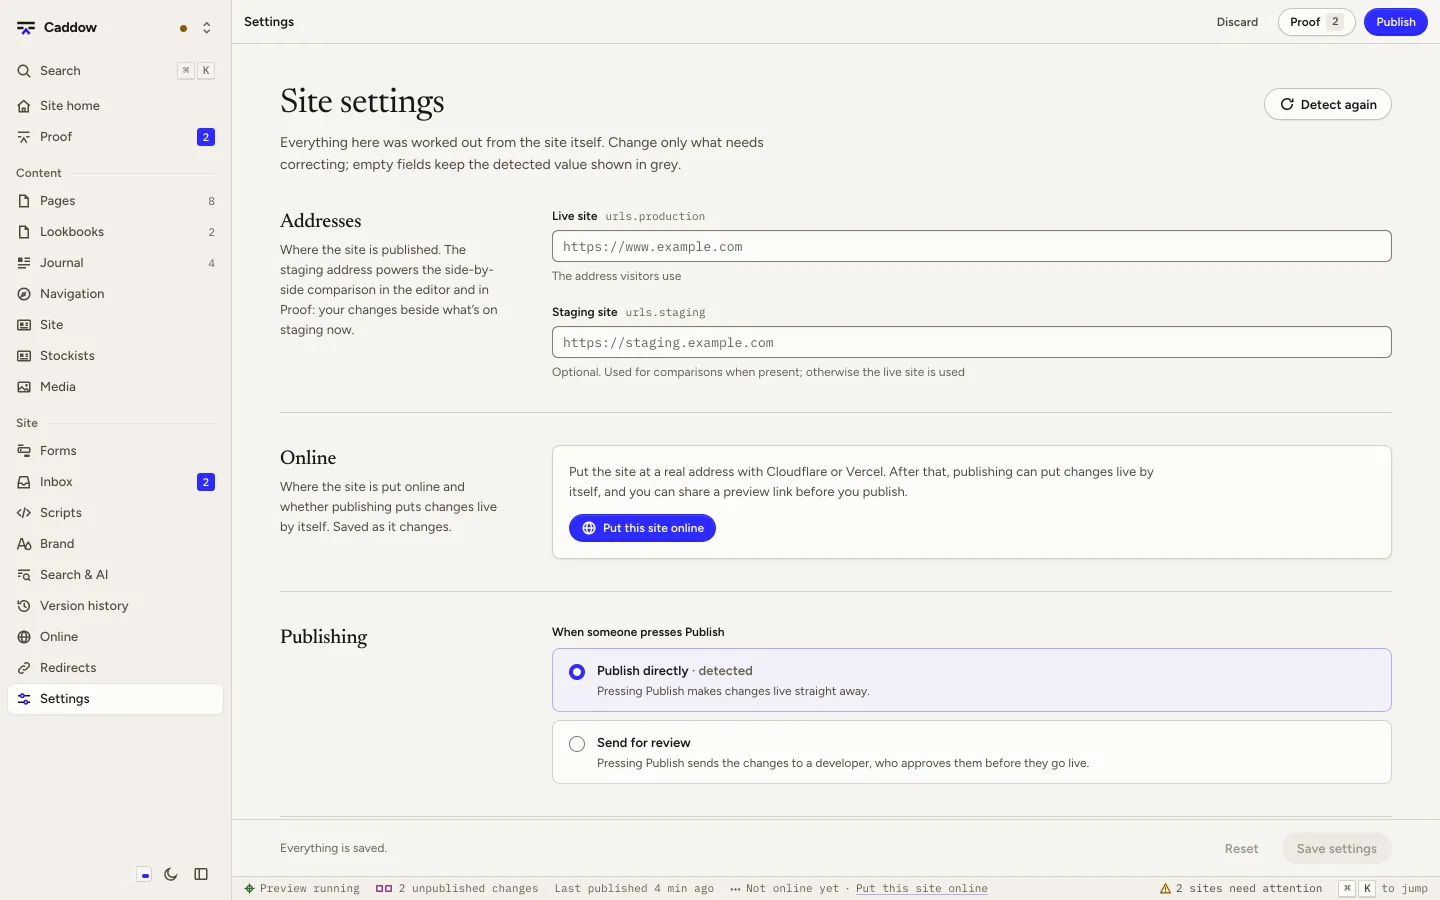 Caddow
Search ⌘ K
Site home
Proof 2
Content
Pages 8
Lookbooks 2
Journal 4
Navigation
Site
Stockists
Media
Site
Forms
Inbox 2
Scripts
Brand
Search & AI
Version history
Online
Redirects
Settings
Settings
Discard
Proof 2
Publish
Site settings
Detect again
Everything here was worked out from the site itself. Change only what needs
correcting; empty fields keep the detected value shown in grey.
Addresses
Where the site is published. The
staging address powers the side-by-
side comparison in the editor and in
Proof: your changes beside what's on
staging now.
Live site urls.production
https://www.example.com
The address visitors use
Staging site urls.staging
https://staging.example.com
Optional. Used for comparisons when present; otherwise the live site is used
Online
Where the site is put online and
whether publishing puts changes live
by itself. Saved as it changes.
Put the site at a real address with Cloudflare or Vercel. After that, publishing can put changes live by
itself, and you can share a preview link before you publish.
Put this site online
Publishing
When someone presses Publish
Publish directly · detected
Pressing Publish makes changes live straight away.
Send for review
Pressing Publish sends the changes to a developer, who approves them before they go live.
Everything is saved.
Reset
Save settings
Preview running
2 unpublished changes
Last published 4 min ago
Not online yet · Put this site online
2 sites need attention
⌘ K to jump